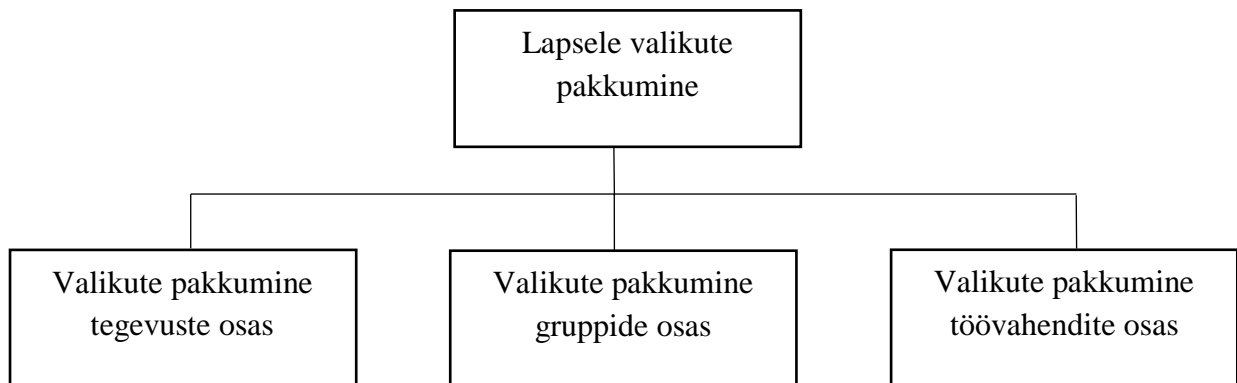 Lapsele valikute
pakkumine
Valikute pakkumine
tegevuste osas
Valikute pakkumine
gruppide osas
Valikute pakkumine
töövahendite osas